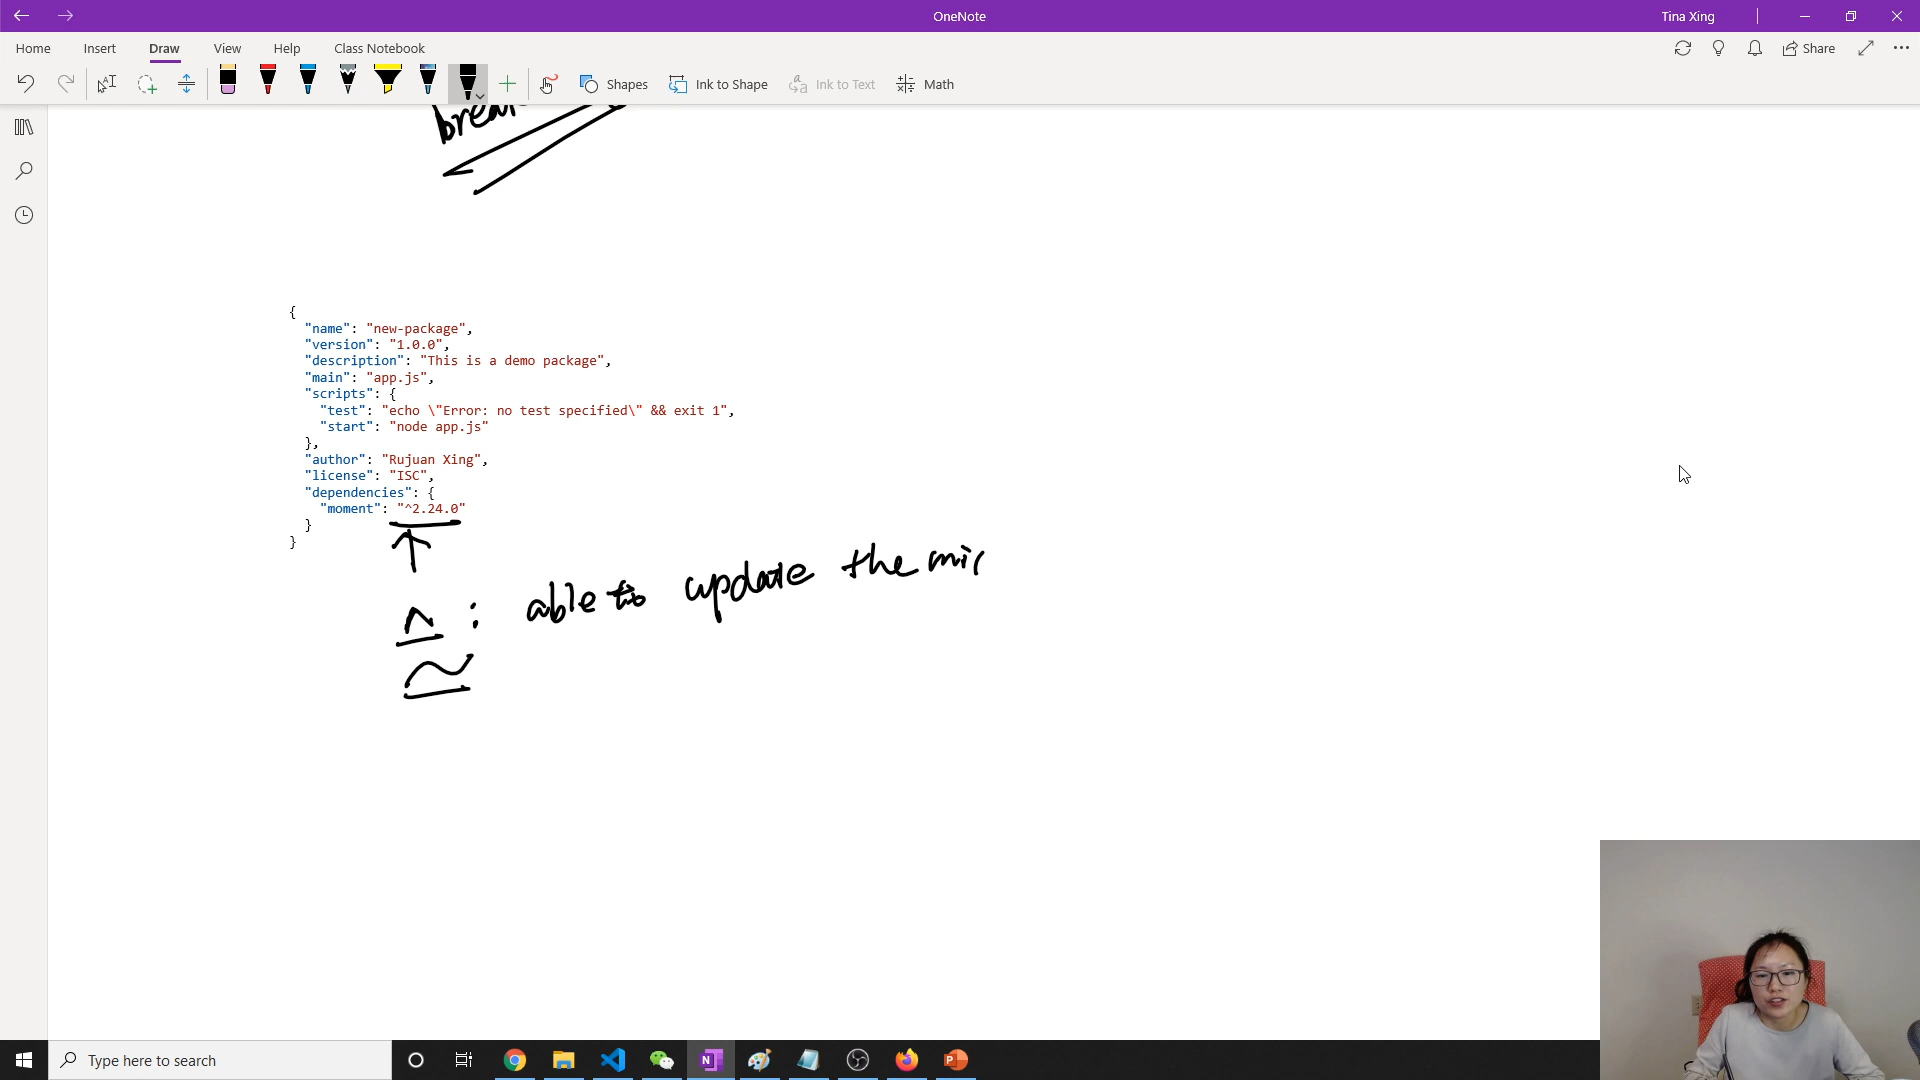 OneNote
Tina Xing
Home Insert Draw View Help Class Notebook
Share
Shapes Ink to Shape Ink to Text Math
{
"name": "new-package",
"version": "1.0.0",
"description": "This is a demo package",
"main": "app.js",
"scripts": {
"test": "echo \"Error: no test specified\" && exit 1",
"start": "node app.js"
},
"author": "Rujuan Xing",
"license": "ISC",
"dependencies": {
"moment": "^2.24.0"
}
}
^ : able to update the mi
~
Type here to search